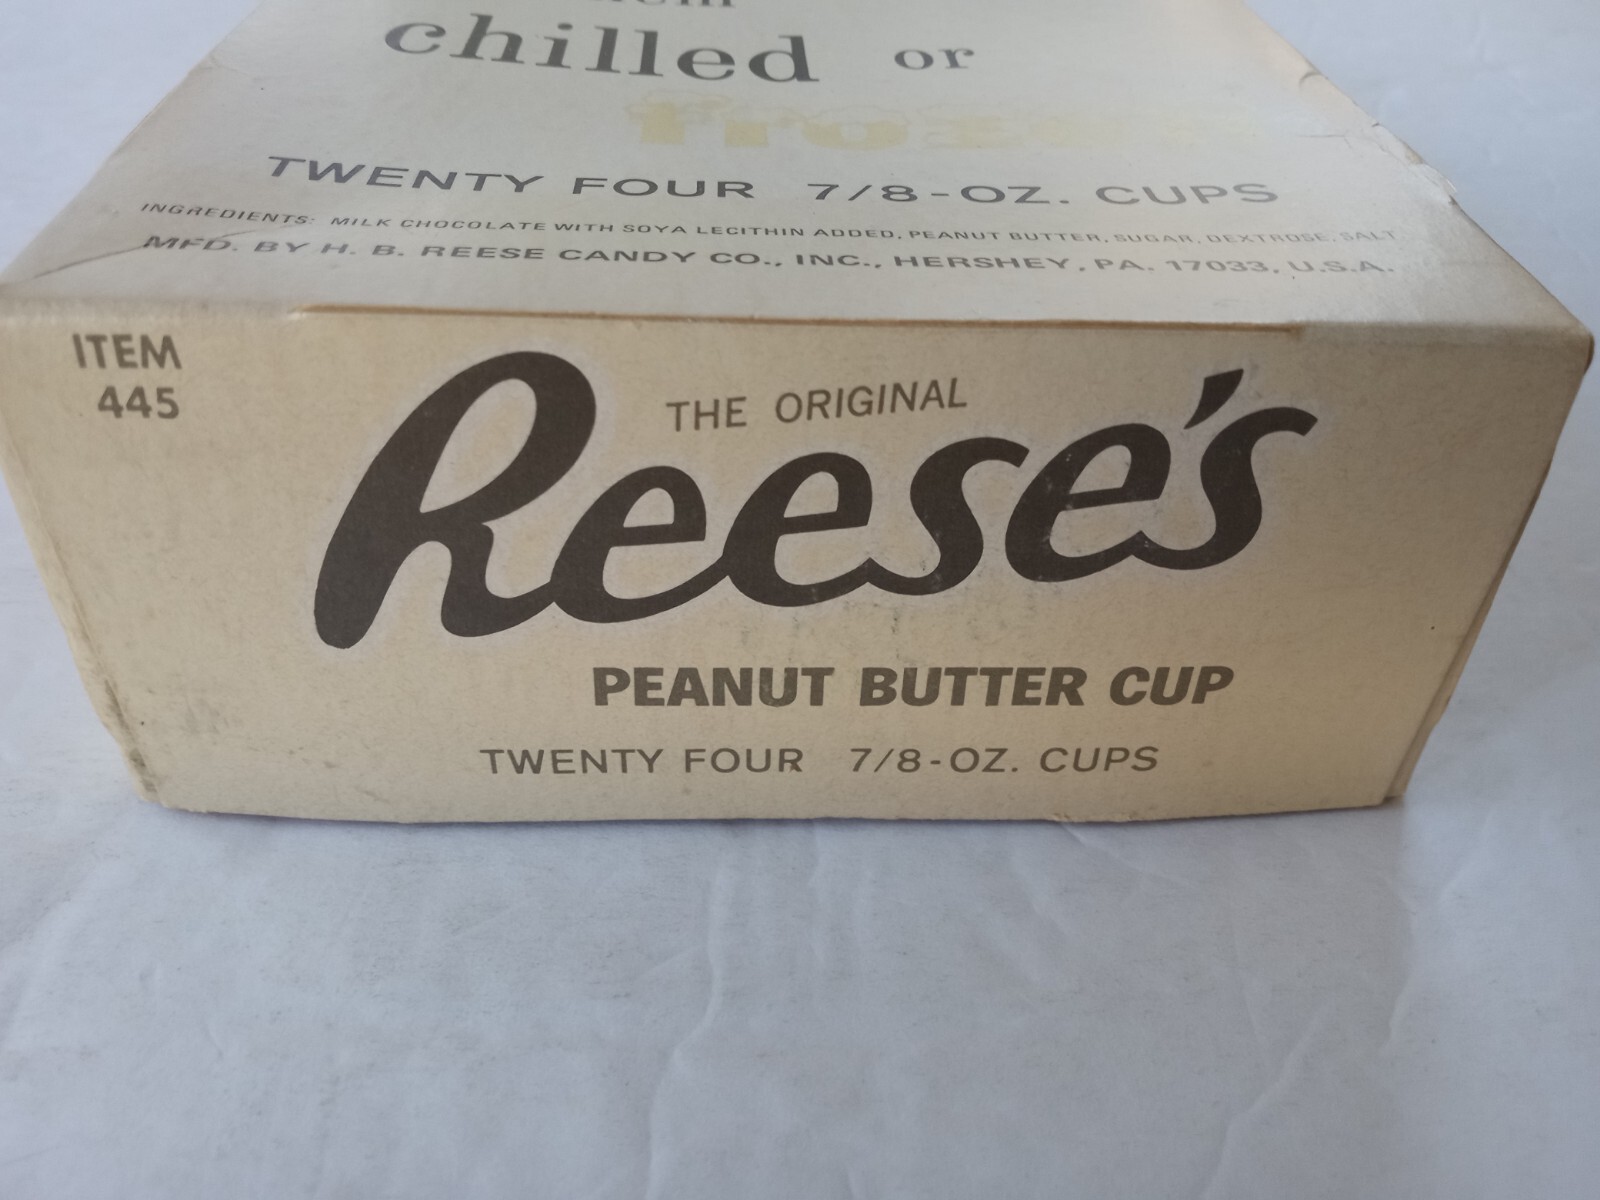 chilled or
frozen
TWENTY FOUR 7/8-OZ. CUPS
INGREDIENTS: MILK CHOCOLATE WITH SOYA LECITHIN ADDED, PEANUT BUTTER, SUGAR, DEXTROSE, SALT
MFD. BY H. B. REESE CANDY CO., INC., HERSHEY, PA. 17033, U.S.A.
ITEM
445
THE ORIGINAL
Reese's
PEANUT BUTTER CUP
TWENTY FOUR 7/8-OZ. CUPS